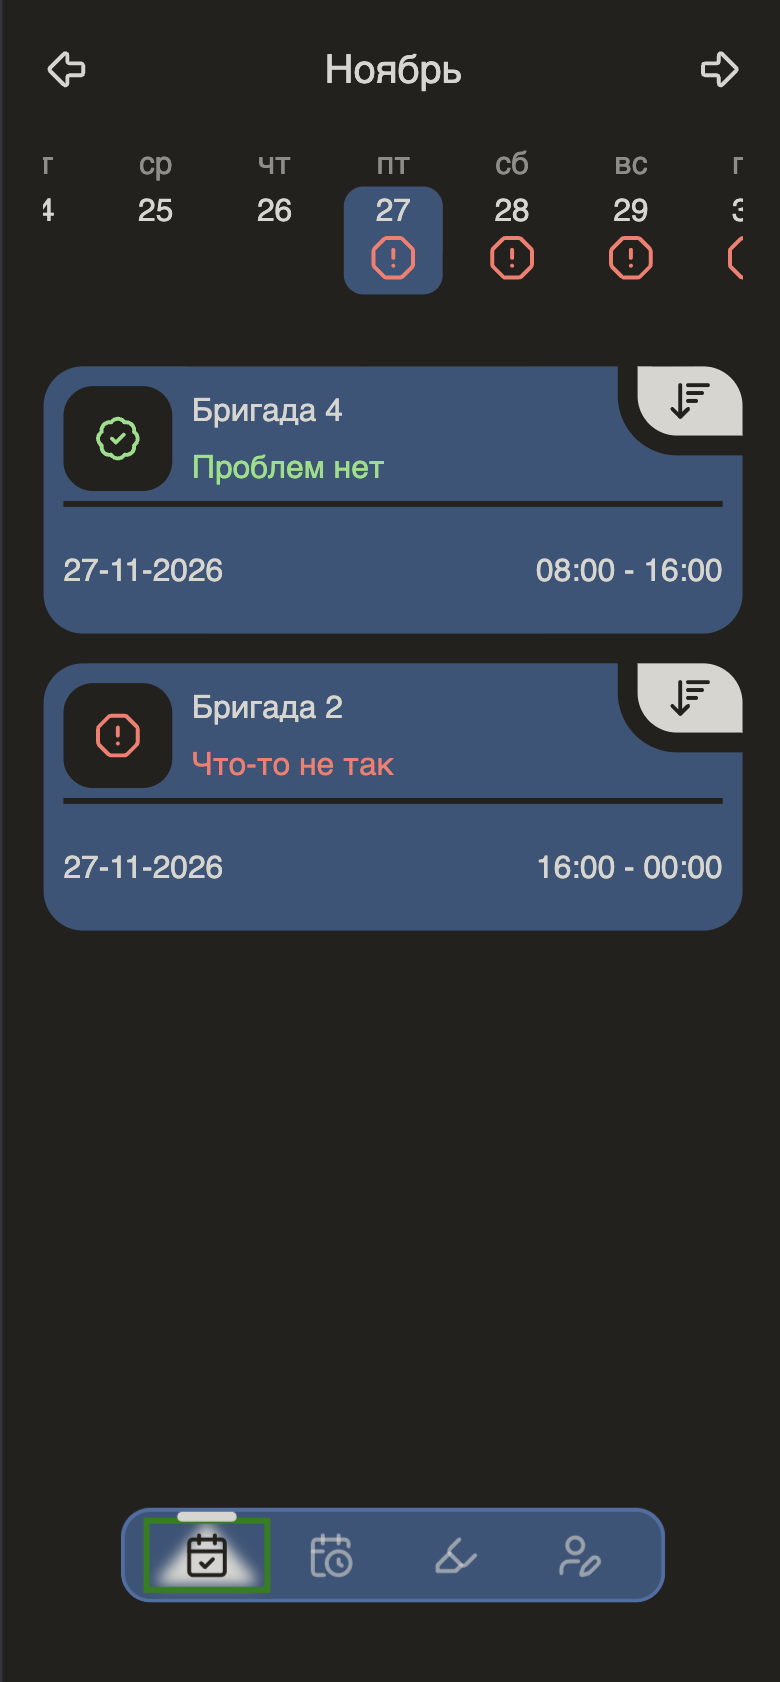 Ноябрь
ср чт пт сб вс
25 26 27 28 29
Бригада 4
Проблем нет
27-11-2026 08:00 - 16:00
Бригада 2
Что-то не так
27-11-2026 16:00 - 00:00